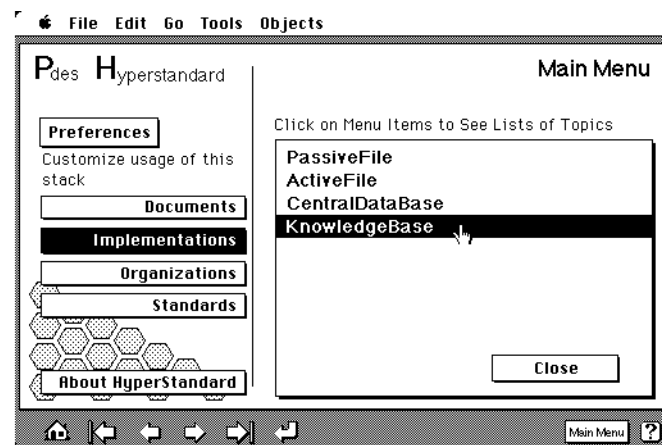 File Edit Go Tools Objects
Pdes Hyperstandard
Main Menu
Preferences
Customize usage of this
stack
Documents
Implementations
Organizations
Standards
About HyperStandard
Click on Menu Items to See Lists of Topics
PassiveFile
ActiveFile
CentralDataBase
KnowledgeBase
Close
Main Menu
?